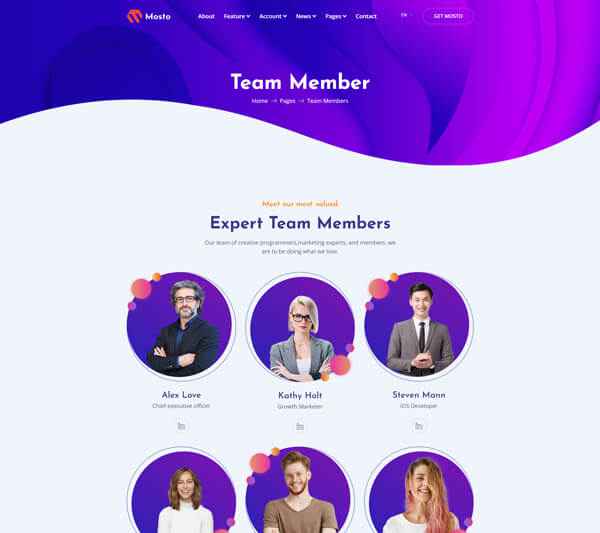 Mosto
About Feature Account News Pages Contact
EN
GET MOSTO
Team Member
Home → Pages → Team Members
Meet our most valued
Expert Team Members
Our team of creative programmers,marketing experts, and members. we
are to be doing what we love.
Alex Love
Chief executive officer
Kathy Holt
Growth Marketer
Steven Mann
iOS Developer